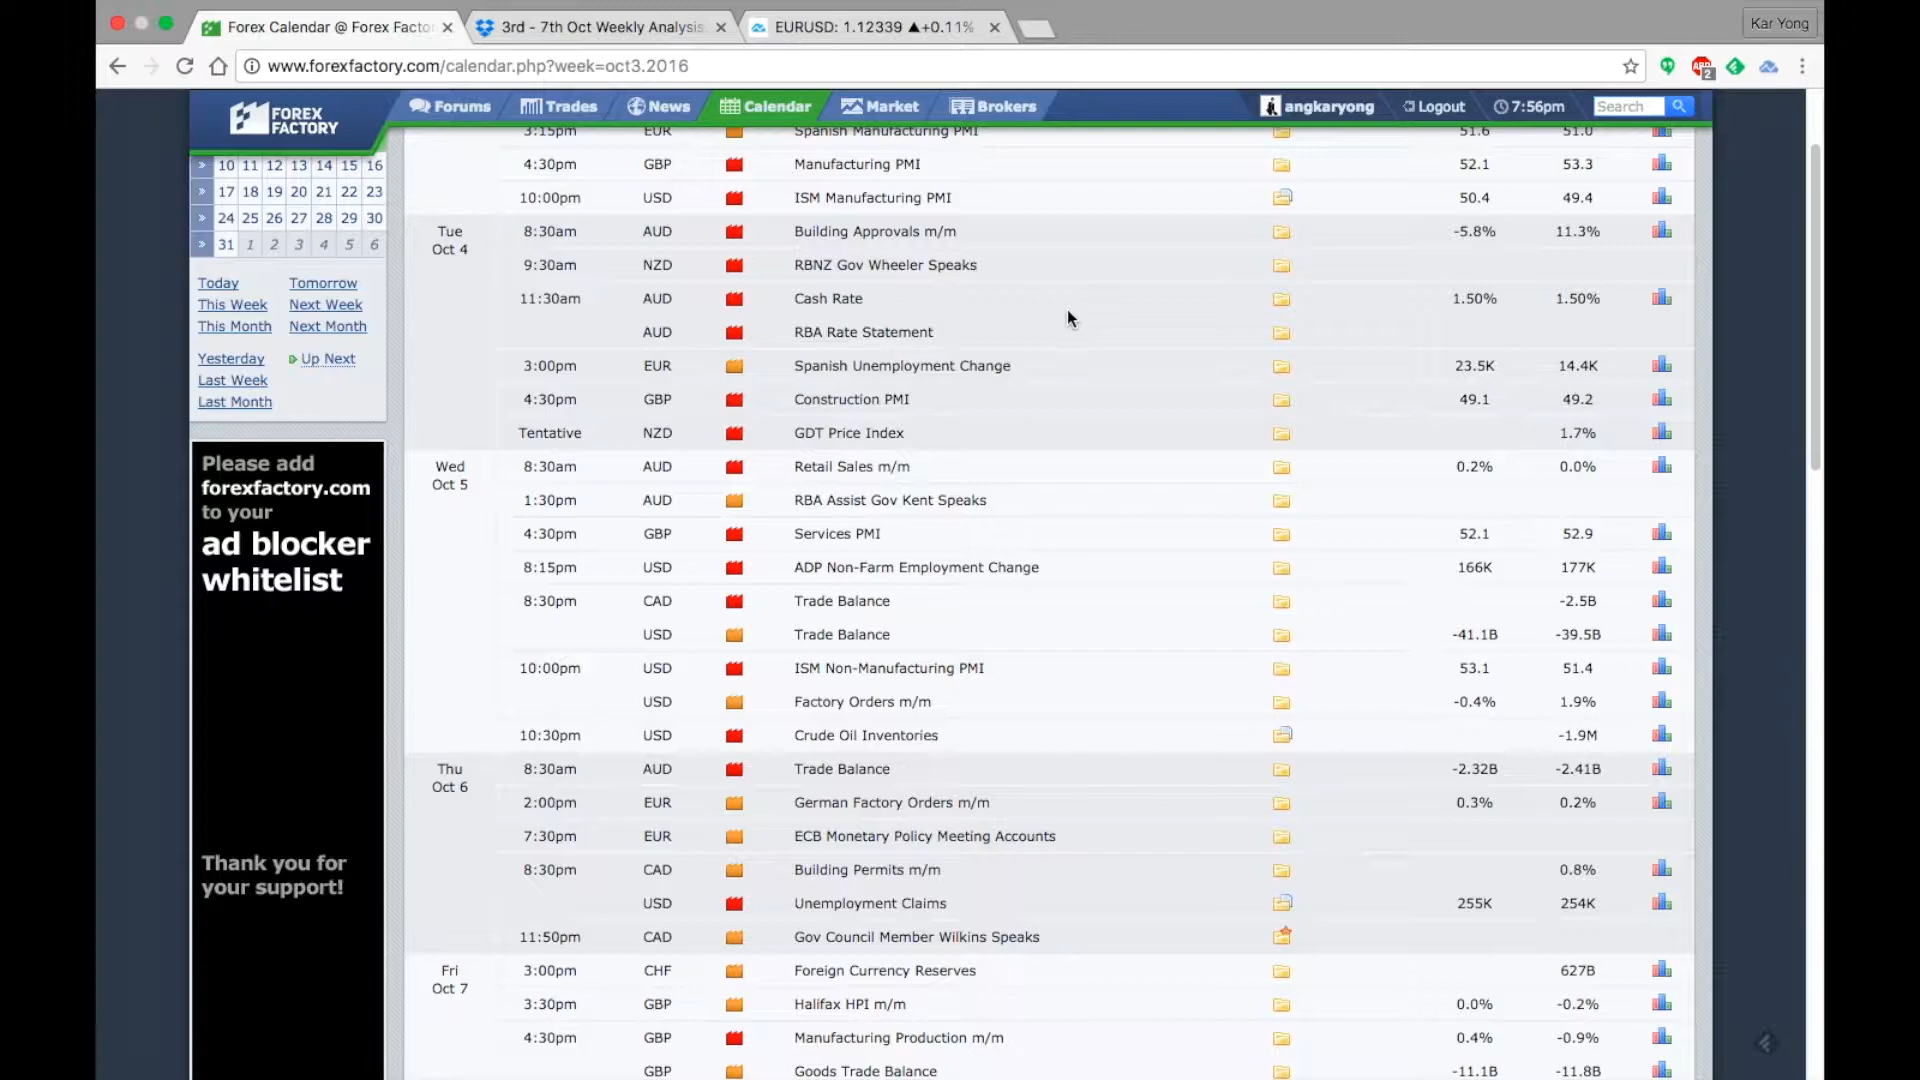 Forex Calendar @ Forex Facto
3rd - 7th Oct Weekly Analysis
EURUSD: 1.12339 ▲+0.11%
Kar Yong
www.forexfactory.com/calendar.php?week=oct3.2016
ABP
2
FOREX FACTORY
Forums
Trades
News
Calendar
Market
Brokers
angkaryong
Logout
7:56pm
Search
» 10 11 12 13 14 15 16
» 17 18 19 20 21 22 23
» 24 25 26 27 28 29 30
» 31 1 2 3 4 5 6
Today Tomorrow
This Week Next Week
This Month Next Month
Yesterday Up Next
Last Week
Last Month
Please add
forexfactory.com
to your
ad blocker
whitelist
Thank you for
your support!
3:15pm EUR Spanish Manufacturing PMI 51.6 51.0
4:30pm GBP Manufacturing PMI 52.1 53.3
10:00pm USD ISM Manufacturing PMI 50.4 49.4
Tue Oct 4 8:30am AUD Building Approvals m/m -5.8% 11.3%
9:30am NZD RBNZ Gov Wheeler Speaks
11:30am AUD Cash Rate 1.50% 1.50%
AUD RBA Rate Statement
3:00pm EUR Spanish Unemployment Change 23.5K 14.4K
4:30pm GBP Construction PMI 49.1 49.2
Tentative NZD GDT Price Index 1.7%
Wed Oct 5 8:30am AUD Retail Sales m/m 0.2% 0.0%
1:30pm AUD RBA Assist Gov Kent Speaks
4:30pm GBP Services PMI 52.1 52.9
8:15pm USD ADP Non-Farm Employment Change 166K 177K
8:30pm CAD Trade Balance -2.5B
USD Trade Balance -41.1B -39.5B
10:00pm USD ISM Non-Manufacturing PMI 53.1 51.4
USD Factory Orders m/m -0.4% 1.9%
10:30pm USD Crude Oil Inventories -1.9M
Thu Oct 6 8:30am AUD Trade Balance -2.32B -2.41B
2:00pm EUR German Factory Orders m/m 0.3% 0.2%
7:30pm EUR ECB Monetary Policy Meeting Accounts
8:30pm CAD Building Permits m/m 0.8%
USD Unemployment Claims 255K 254K
11:50pm CAD Gov Council Member Wilkins Speaks
Fri Oct 7 3:00pm CHF Foreign Currency Reserves 627B
3:30pm GBP Halifax HPI m/m 0.0% -0.2%
4:30pm GBP Manufacturing Production m/m 0.4% -0.9%
GBP Goods Trade Balance -11.1B -11.8B